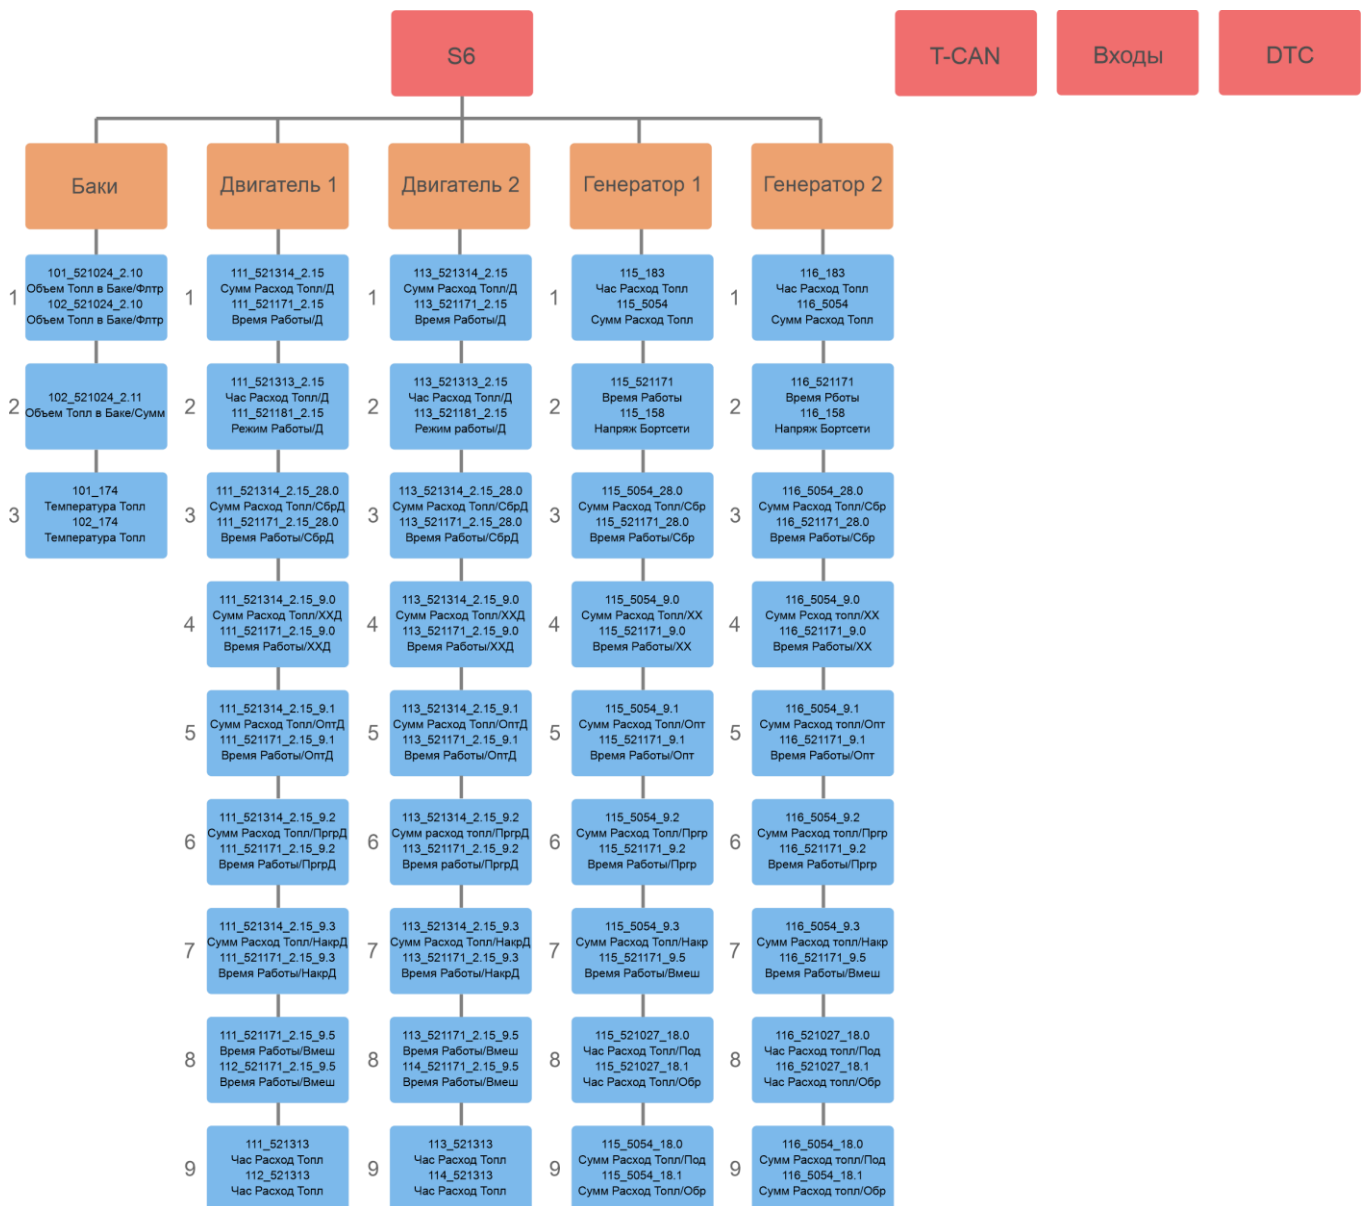 S6
T-CAN
Входы
DTC
Баки
Двигатель 1
Двигатель 2
Генератор 1
Генератор 2
1
101_521024_2.10
Объем Топл в Баке/Флтр
102_521024_2.10
Объем Топл в Баке/Флтр
1
111_521314_2.15
Сумм Расход Топл/Д
111_521171_2.15
Время Работы/Д
1
113_521314_2.15
Сумм Расход Топл/Д
113_521171_2.15
Время Работы/Д
1
115_183
Час Расход Топл
115_5054
Сумм Расход Топл
1
116_183
Час Расход Топл
116_5054
Сумм Расход Топл
2
102_521024_2.11
Объем Топл в Баке/Сумм
2
111_521313_2.15
Час Расход Топл/Д
111_521181_2.15
Режим Работы/Д
2
113_521313_2.15
Час Расход Топл/Д
113_521181_2.15
Режим работы/Д
2
115_521171
Время Работы
115_158
Напряж Бортсети
2
116_521171
Время Рботы
116_158
Напряж Бортсети
3
101_174
Температура Топл
102_174
Температура Топл
3
111_521314_2.15_28.0
Сумм Расход Топл/СбрД
111_521171_2.15_28.0
Время Работы/СбрД
3
113_521314_2.15_28.0
Сумм Расход Топл/СбрД
113_521171_2.15_28.0
Время Работы/СбрД
3
115_5054_28.0
Сумм Расход Топл/Сбр
115_521171_28.0
Время Работы/Сбр
3
116_5054_28.0
Сумм Расход Топл/Сбр
116_521171_28.0
Время Работы/Сбр
4
111_521314_2.15_9.0
Сумм Расход Топл/ХХД
111_521171_2.15_9.0
Время Работы/ХХД
4
113_521314_2.15_9.0
Сумм Расход Топл/ХХД
113_521171_2.15_9.0
Время Работы/ХХД
4
115_5054_9.0
Сумм Расход Топл/ХХ
115_521171_9.0
Время Работы/ХХ
4
116_5054_9.0
Сумм Рсход топл/ХХ
116_521171_9.0
Время Работы/ХХ
5
111_521314_2.15_9.1
Сумм Расход Топл/ОптД
111_521171_2.15_9.1
Время Работы/ОптД
5
113_521314_2.15_9.1
Сумм Расход Топл/ОптД
113_521171_2.15_9.1
Время Работы/ОптД
5
115_5054_9.1
Сумм Расход Топл/Опт
115_521171_9.1
Время Работы/Опт
5
116_5054_9.1
Сумм Расход топл/Опт
116_521171_9.1
Время Работы/Опт
6
111_521314_2.15_9.2
Сумм Расход Топл/ПргрД
111_521171_2.15_9.2
Время Работы/ПргрД
6
113_521314_2.15_9.2
Сумм расход топл/ПргрД
113_521171_2.15_9.2
Время работы/ПргрД
6
115_5054_9.2
Сумм Расход Топл/Пргр
115_521171_9.2
Время Работы/Пргр
6
116_5054_9.2
Сумм Расход топл/Пргр
116_521171_9.2
Время Работы/Пргр
7
111_521314_2.15_9.3
Сумм Расход Топл/НакрД
111_521171_2.15_9.3
Время Работы/НакрД
7
113_521314_2.15_9.3
Сумм Расход Топл/НакрД
113_521171_2.15_9.3
Время Работы/НакрД
7
115_5054_9.3
Сумм Расход Топл/Накр
115_521171_9.5
Время Работы/Вмеш
7
116_5054_9.3
Сумм Расход топл/Накр
116_521171_9.5
Время Работы/Вмеш
8
111_521171_2.15_9.5
Время Работы/Вмеш
112_521171_2.15_9.5
Время Работы/Вмеш
8
113_521171_2.15_9.5
Время Работы/Вмеш
114_521171_2.15_9.5
Время Работы/Вмеш
8
115_521027_18.0
Час Расход Топл/Под
115_521027_18.1
Час Расход Топл/Обр
8
116_521027_18.0
Час Расход Топл/Под
116_521027_18.1
Час Расход топл/Обр
9
111_521313
Час Расход Топл
112_521313
Час Расход Топл
9
113_521313
Час Расход Топл
114_521313
Час Расход Топл
9
115_5054_18.0
Сумм Расход топл/Под
115_5054_18.1
Сумм Расход Топл/Обр
9
116_5054_18.0
Сумм Расход Топл/Под
116_5054_18.1
Сумм Расход топл/Обр